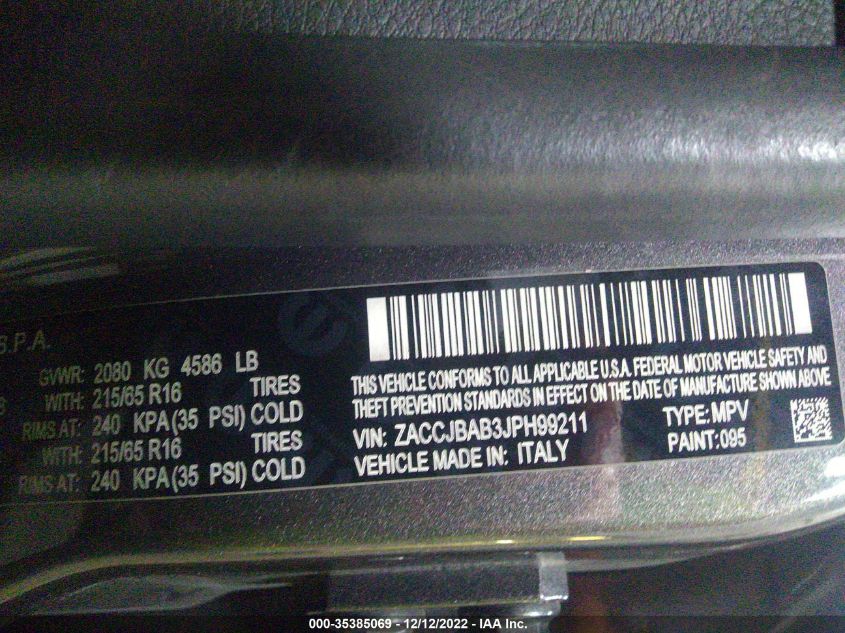 S.P.A.
GVWR: 2080 KG 4586 LB
WITH: 215/65 R16 TIRES
RIMS AT: 240 KPA(35 PSI) COLD
WITH: 215/65 R16 TIRES
RIMS AT: 240 KPA(35 PSI) COLD
THIS VEHICLE CONFORMS TO ALL APPLICABLE U.S.A. FEDERAL MOTOR VEHICLE SAFETY AND
THEFT PREVENTION STANDARDS IN EFFECT ON THE DATE OF MANUFACTURE SHOWN ABOVE
VIN: ZACCJBAB3JPH99211 TYPE: MPV
VEHICLE MADE IN: ITALY PAINT: 095
000-35385069 - 12/12/2022 - IAA Inc.